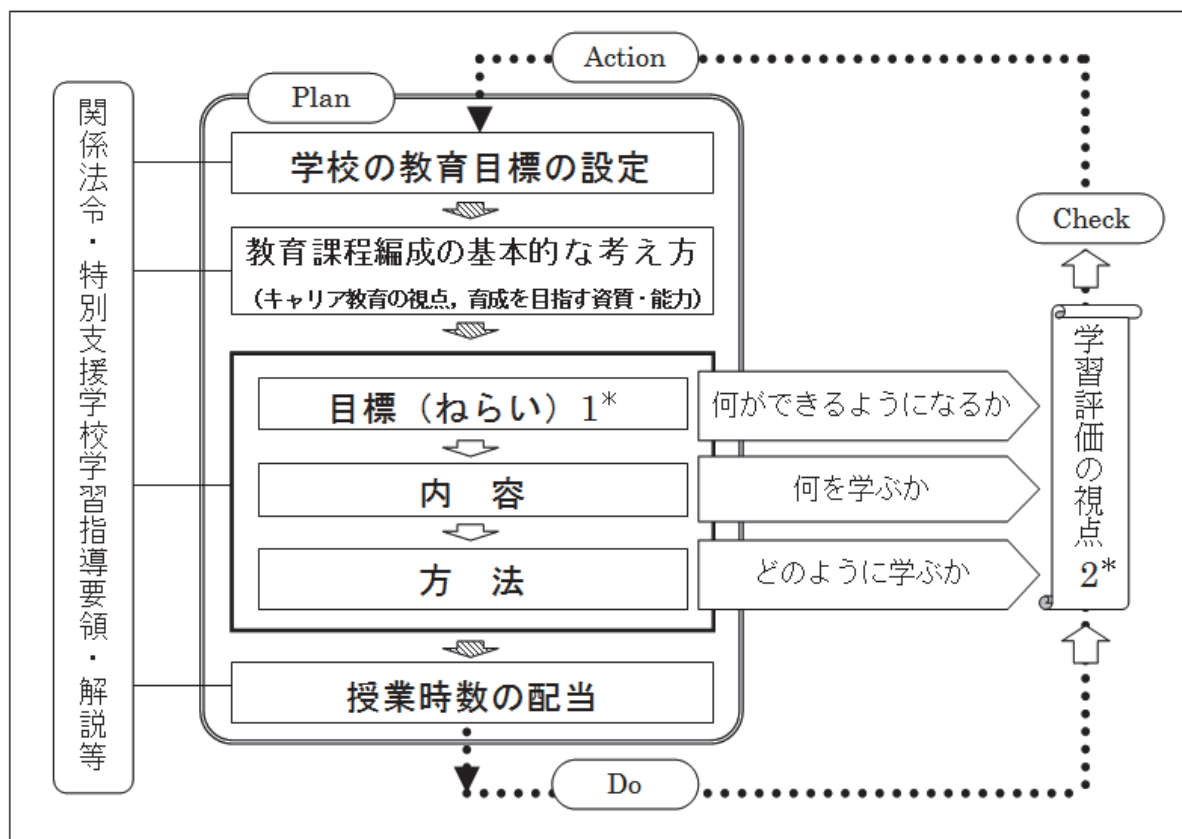 Action
Plan
関係法令・特別支援学校学習指導要領・解説等
学校の教育目標の設定
教育課程編成の基本的な考え方
(キャリア教育の視点,育成を目指す資質・能力)
目標(ねらい)1*
内 容
方 法
授業時数の配当
何ができるようになるか
何を学ぶか
どのように学ぶか
Check
学習評価の視点 2*
Do